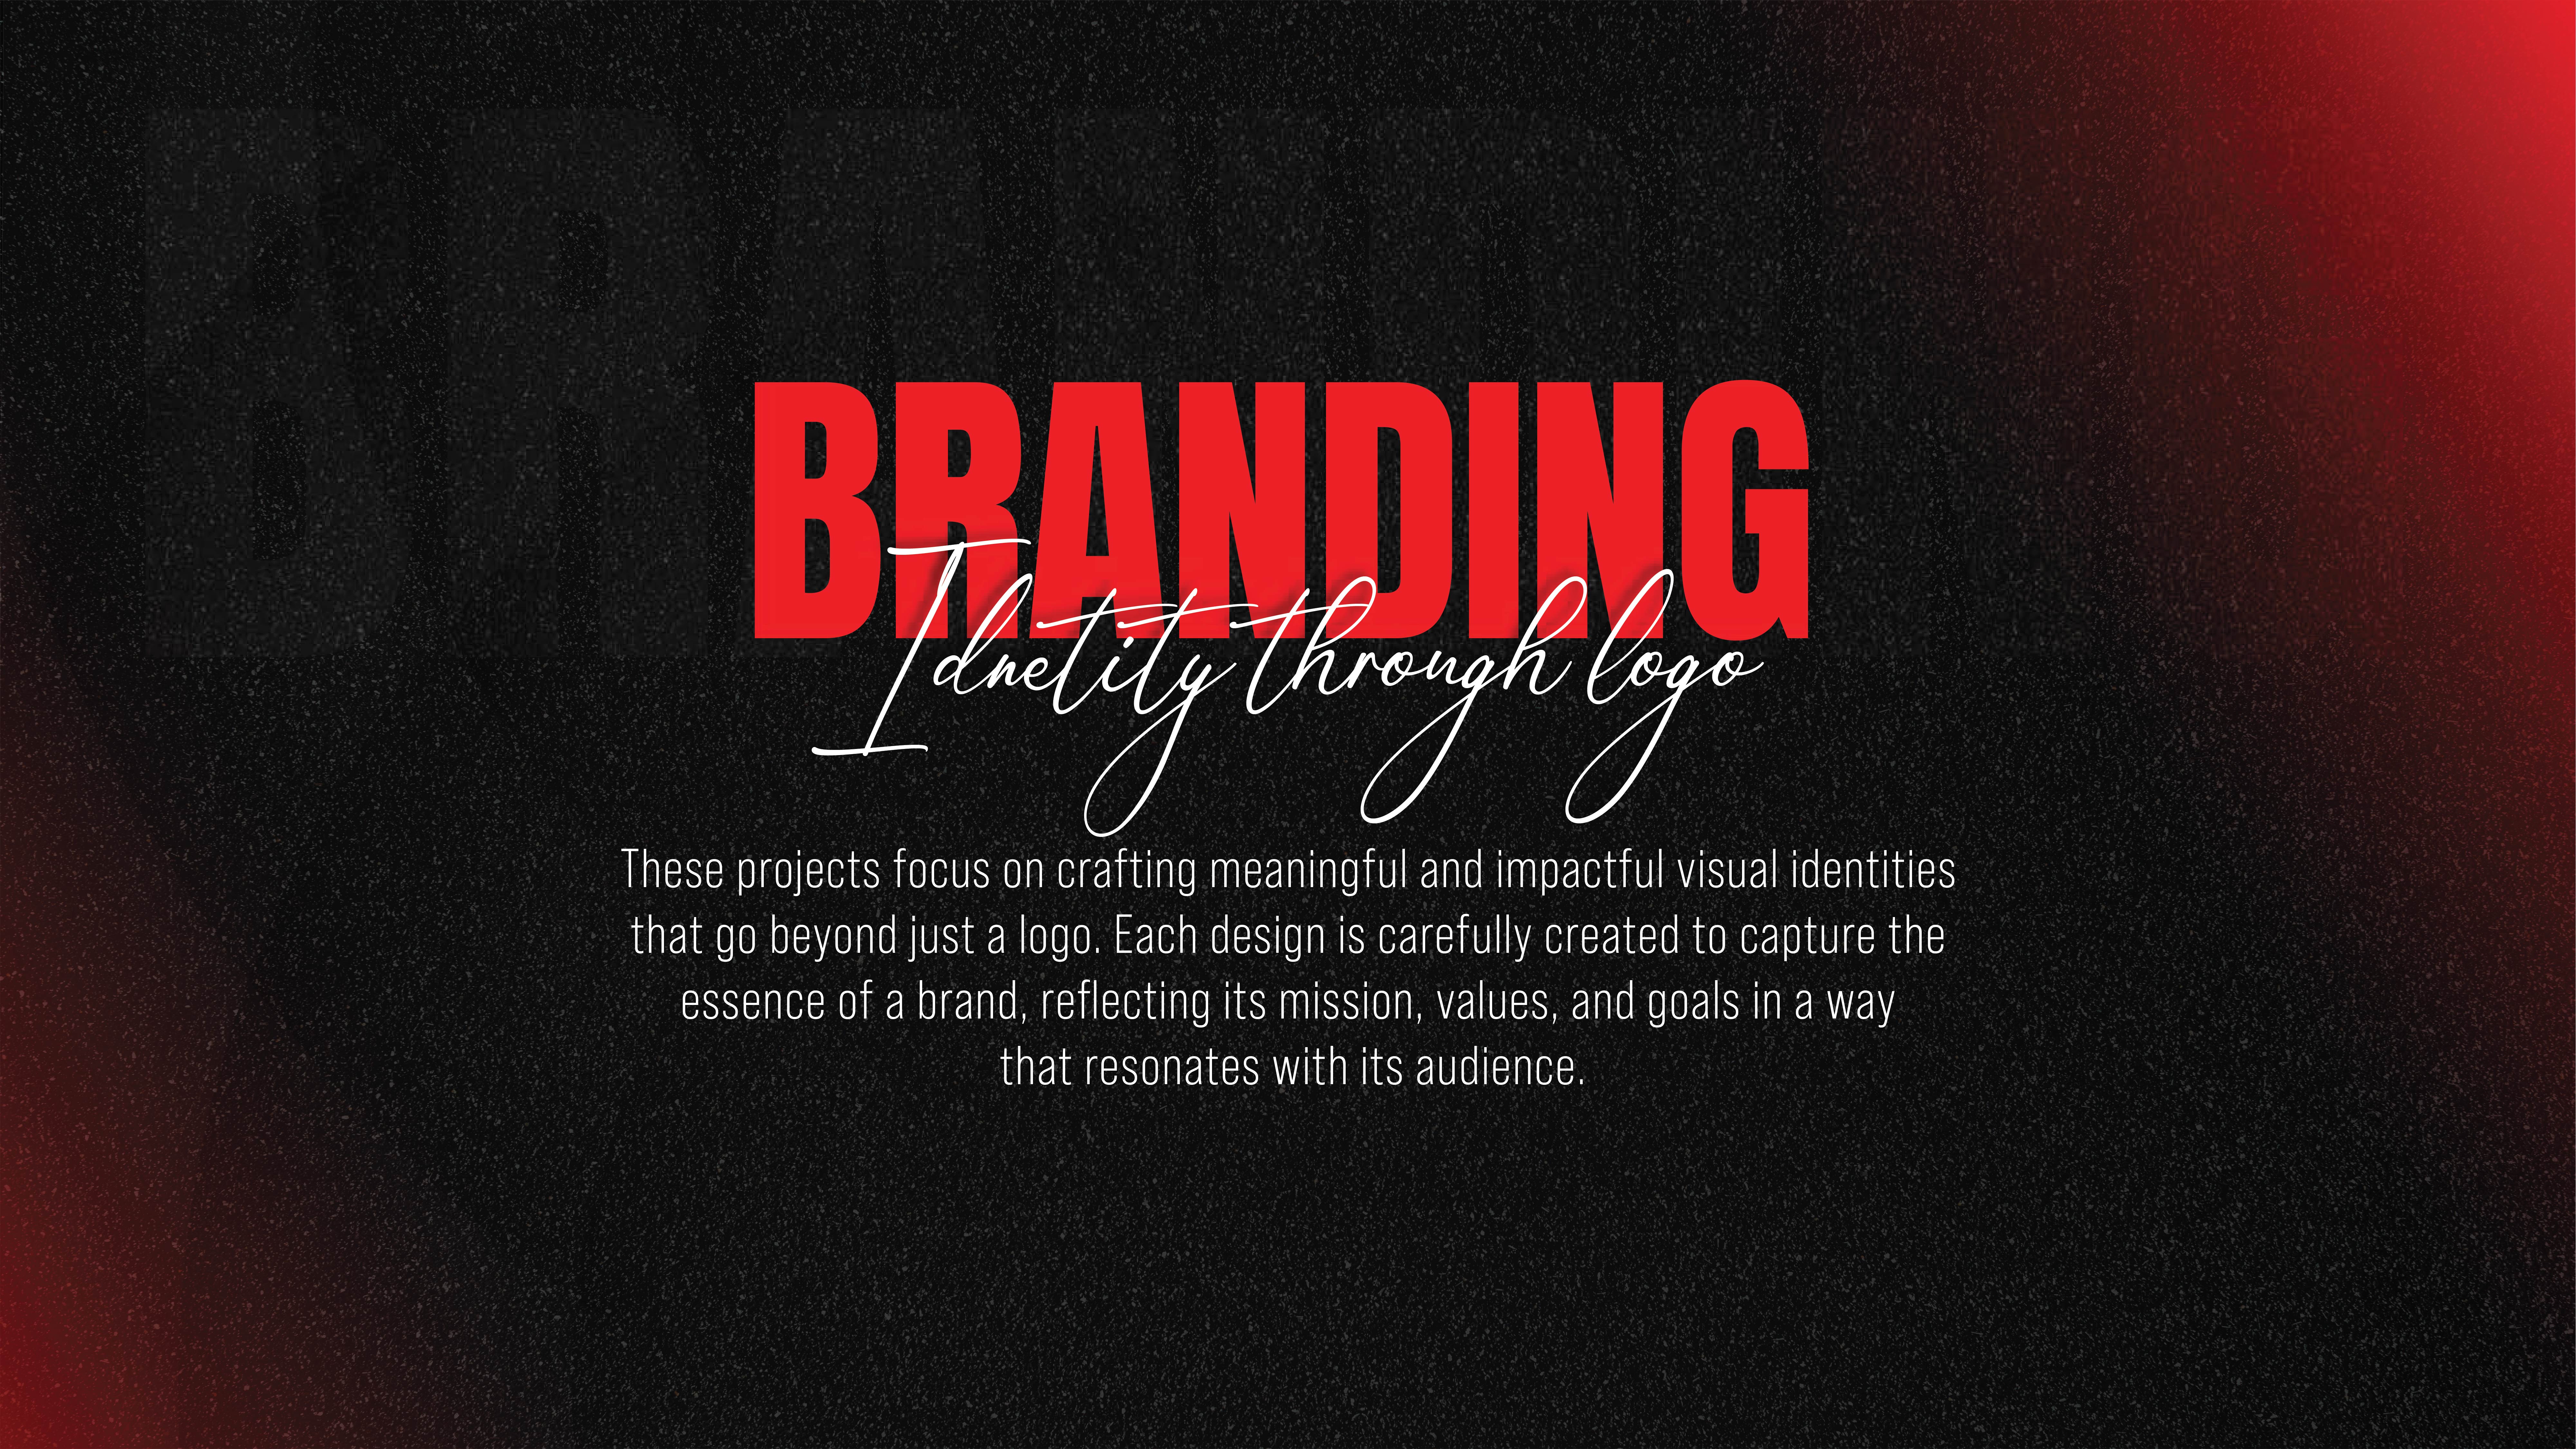 BRANDING
BRANDING
Idnetity through logo
These projects focus on crafting meaningful and impactful visual identities
that go beyond just a logo. Each design is carefully created to capture the
essence of a brand, reflecting its mission, values, and goals in a way
that resonates with its audience.